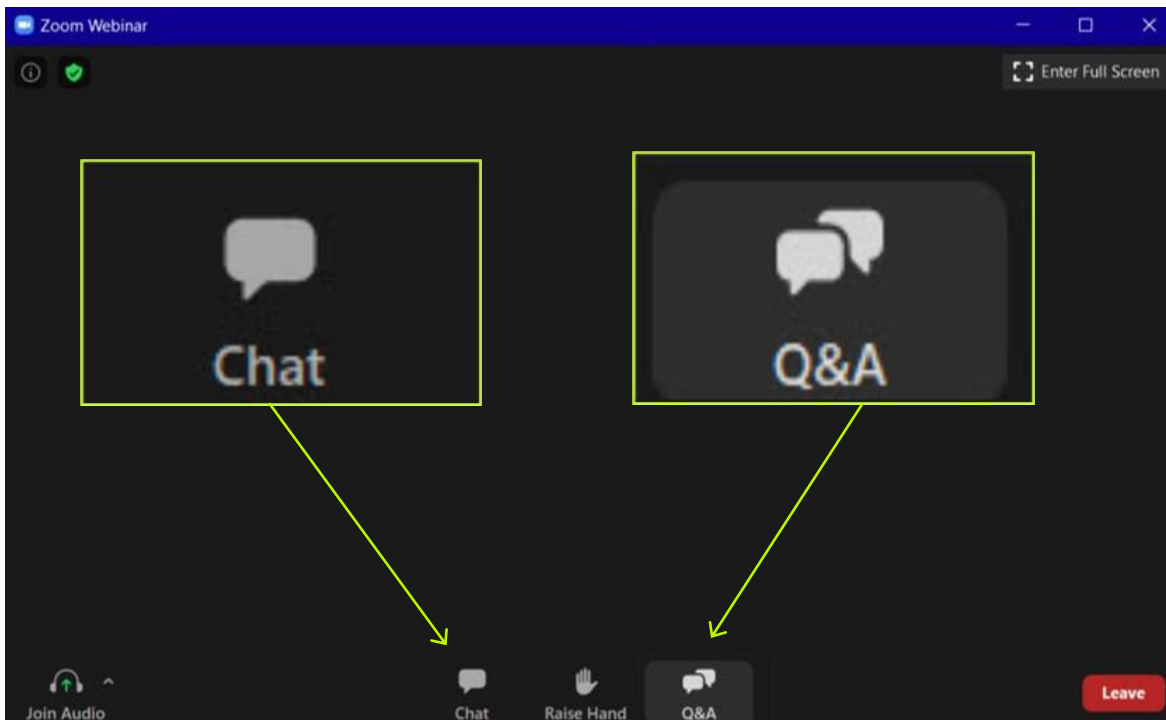 Zoom Webinar
Enter Full Screen
Chat
Q&A
Join Audio
Chat
Raise Hand
Q&A
Leave